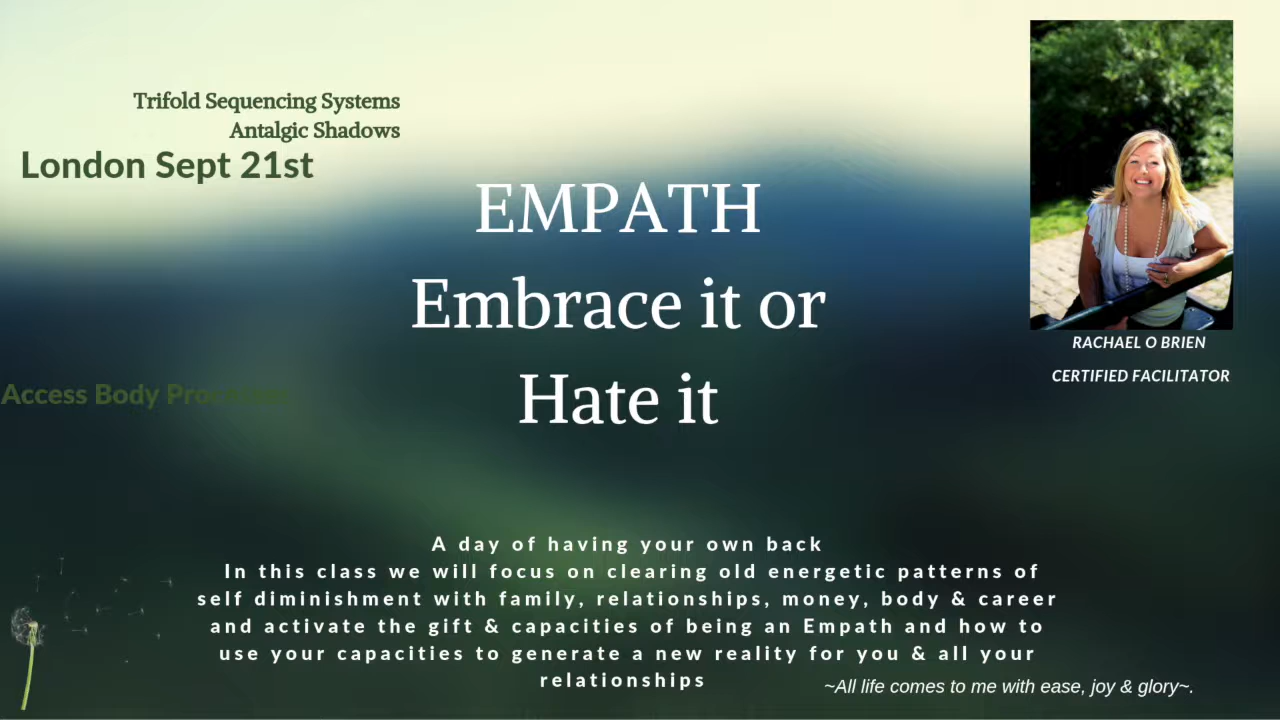 Trifold Sequencing Systems
Antalgic Shadows
London Sept 21st
EMPATH
Embrace it or
Hate it
RACHAEL O BRIEN
CERTIFIED FACILITATOR
Access Body
A day of having your own back
In this class we will focus on clearing old energetic patterns of
self diminishment with family, relationships, money, body & career
and activate the gift & capacities of being an Empath and how to
use your capacities to generate a new reality for you & all your
relationships
~All life comes to me with ease, joy & glory~.